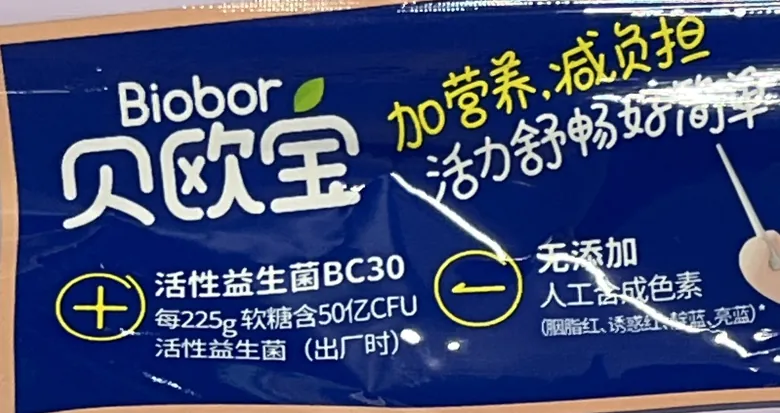 Biobor
贝欧宝
加营养,减负担
活力舒畅好简单
活性益生菌BC30
每225g软糖含50亿CFU
活性益生菌（出厂时）
无添加
人工合成色素
(胭脂红、诱惑红、靛蓝、亮蓝)*